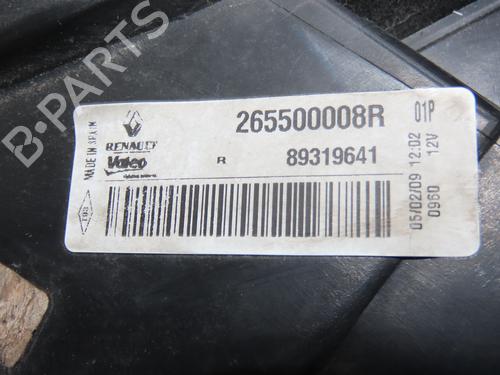 B-PARTS
RENAULT
Valeo
265500008R
R
89319641
01P
05/02/09 12:02
12V
0960
MADE IN SPAIN